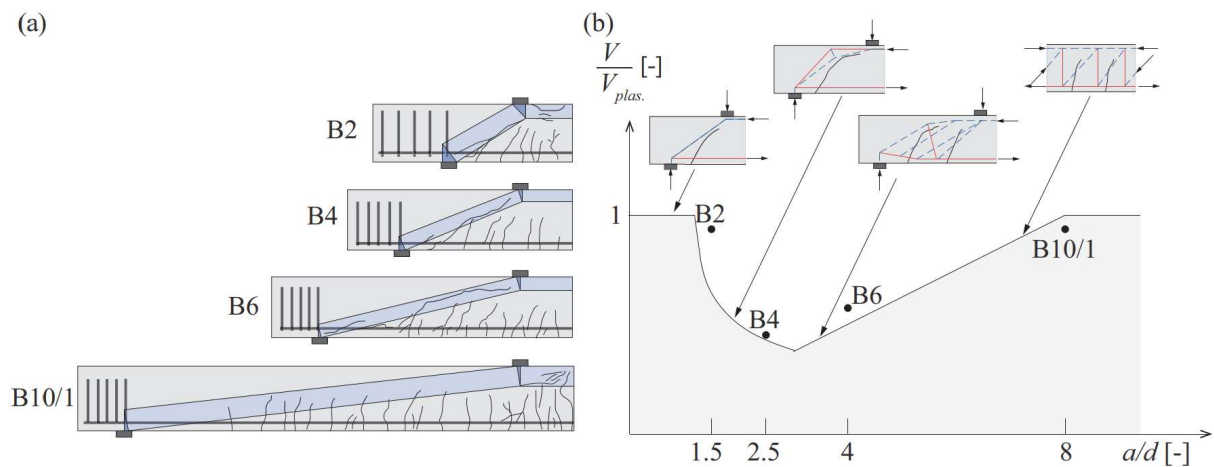 (a)
B2
B4
B6
B10/1
(b)
V
V_plas. [-]
1
B2
B4
B6
B10/1
1.5
2.5
4
8
a/d [-]